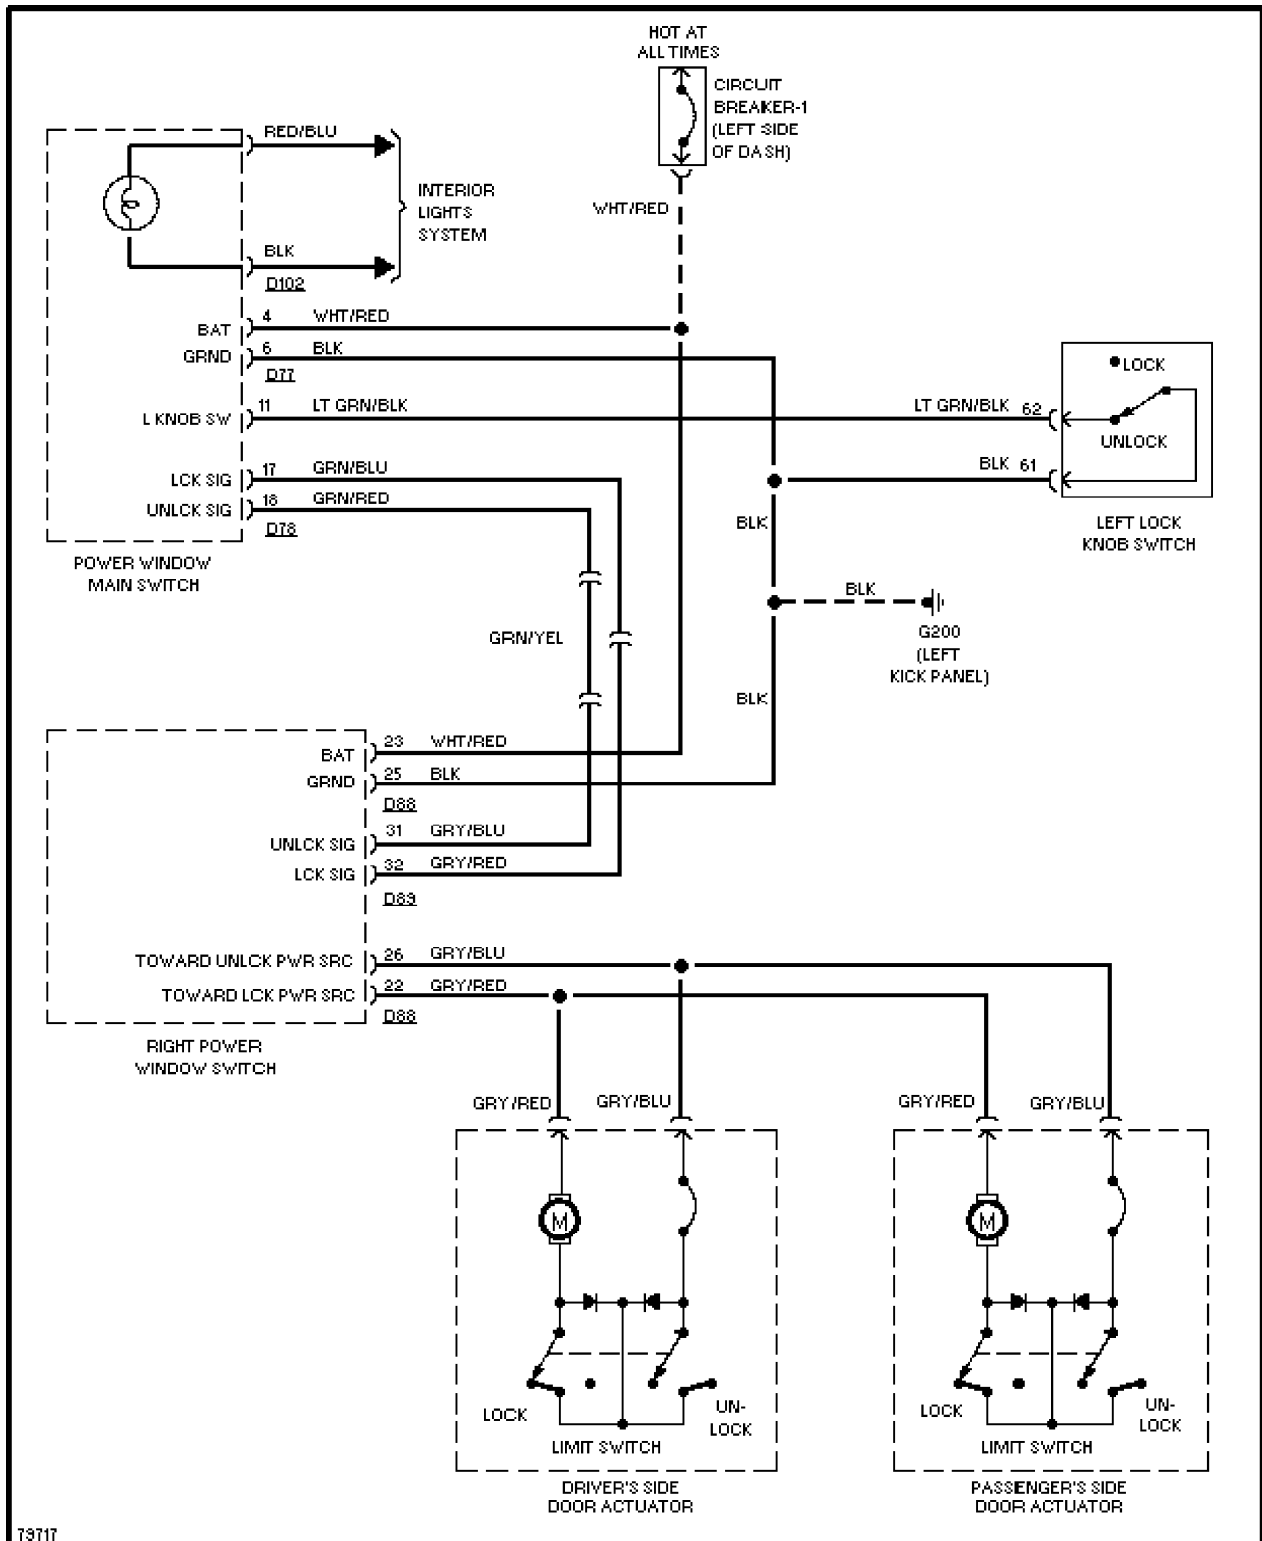 HOT AT
ALL TIMES
CIRCUIT
BREAKER-1
(LEFT SIDE
OF DASH)
RED/BLU
INTERIOR
LIGHTS
SYSTEM
WHT/RED
BLK
D102
BAT 4 WHT/RED
GRND 6 BLK
D77
LOCK
L KNOB SW 11 LT GRN/BLK LT GRN/BLK 62
UNLOCK
LCK SIG 17 GRN/BLU BLK 61
UNLCK SIG 18 GRN/RED
D78
BLK
LEFT LOCK
KNOB SWITCH
POWER WINDOW
MAIN SWITCH
BLK
GRN/YEL
G200
(LEFT
KICK PANEL)
BLK
BAT 23 WHT/RED
GRND 25 BLK
D88
UNLCK SIG 31 GRY/BLU
LCK SIG 32 GRY/RED
D89
TOWARD UNLCK PWR SRC 26 GRY/BLU
TOWARD LCK PWR SRC 22 GRY/RED
D88
RIGHT POWER
WINDOW SWITCH
GRY/RED GRY/BLU GRY/RED GRY/BLU
M M
LOCK UN-
LOCK LOCK UN-
LOCK
LIMIT SWITCH LIMIT SWITCH
DRIVER'S SIDE
DOOR ACTUATOR
PASSENGER'S SIDE
DOOR ACTUATOR
79717